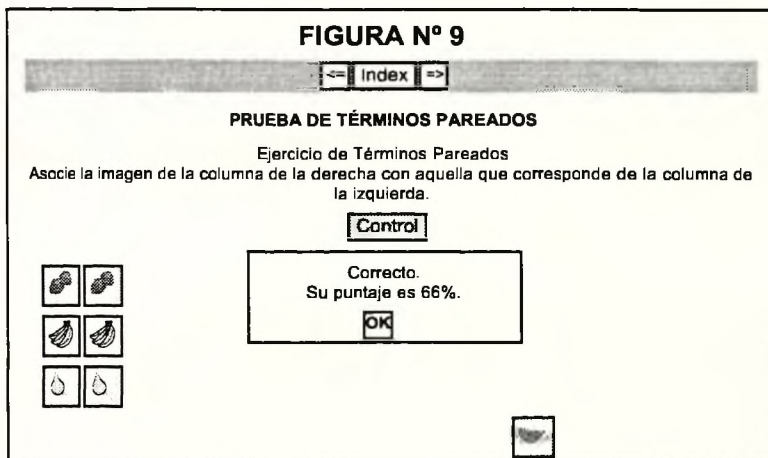 FIGURA Nº 9
<= Index =>
PRUEBA DE TÉRMINOS PAREADOS
Ejercicio de Términos Pareados
Asocie la imagen de la columna de la derecha con aquella que corresponde de la columna de
la izquierda.
Control
Correcto.
Su puntaje es 66%.
OK